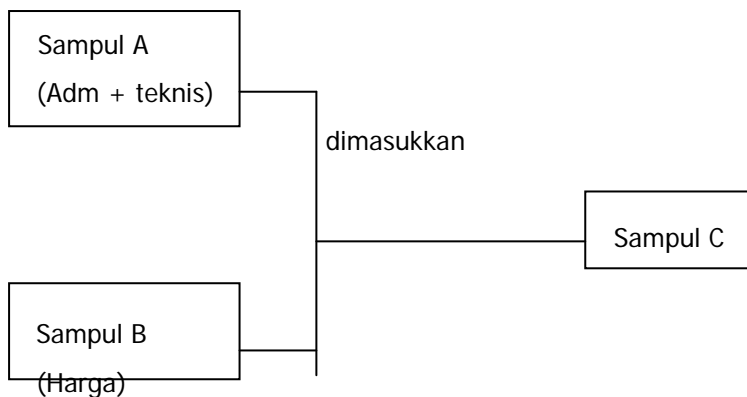 Sampul A
(Adm + teknis)
dimasukkan
Sampul C
Sampul B
(Harga)